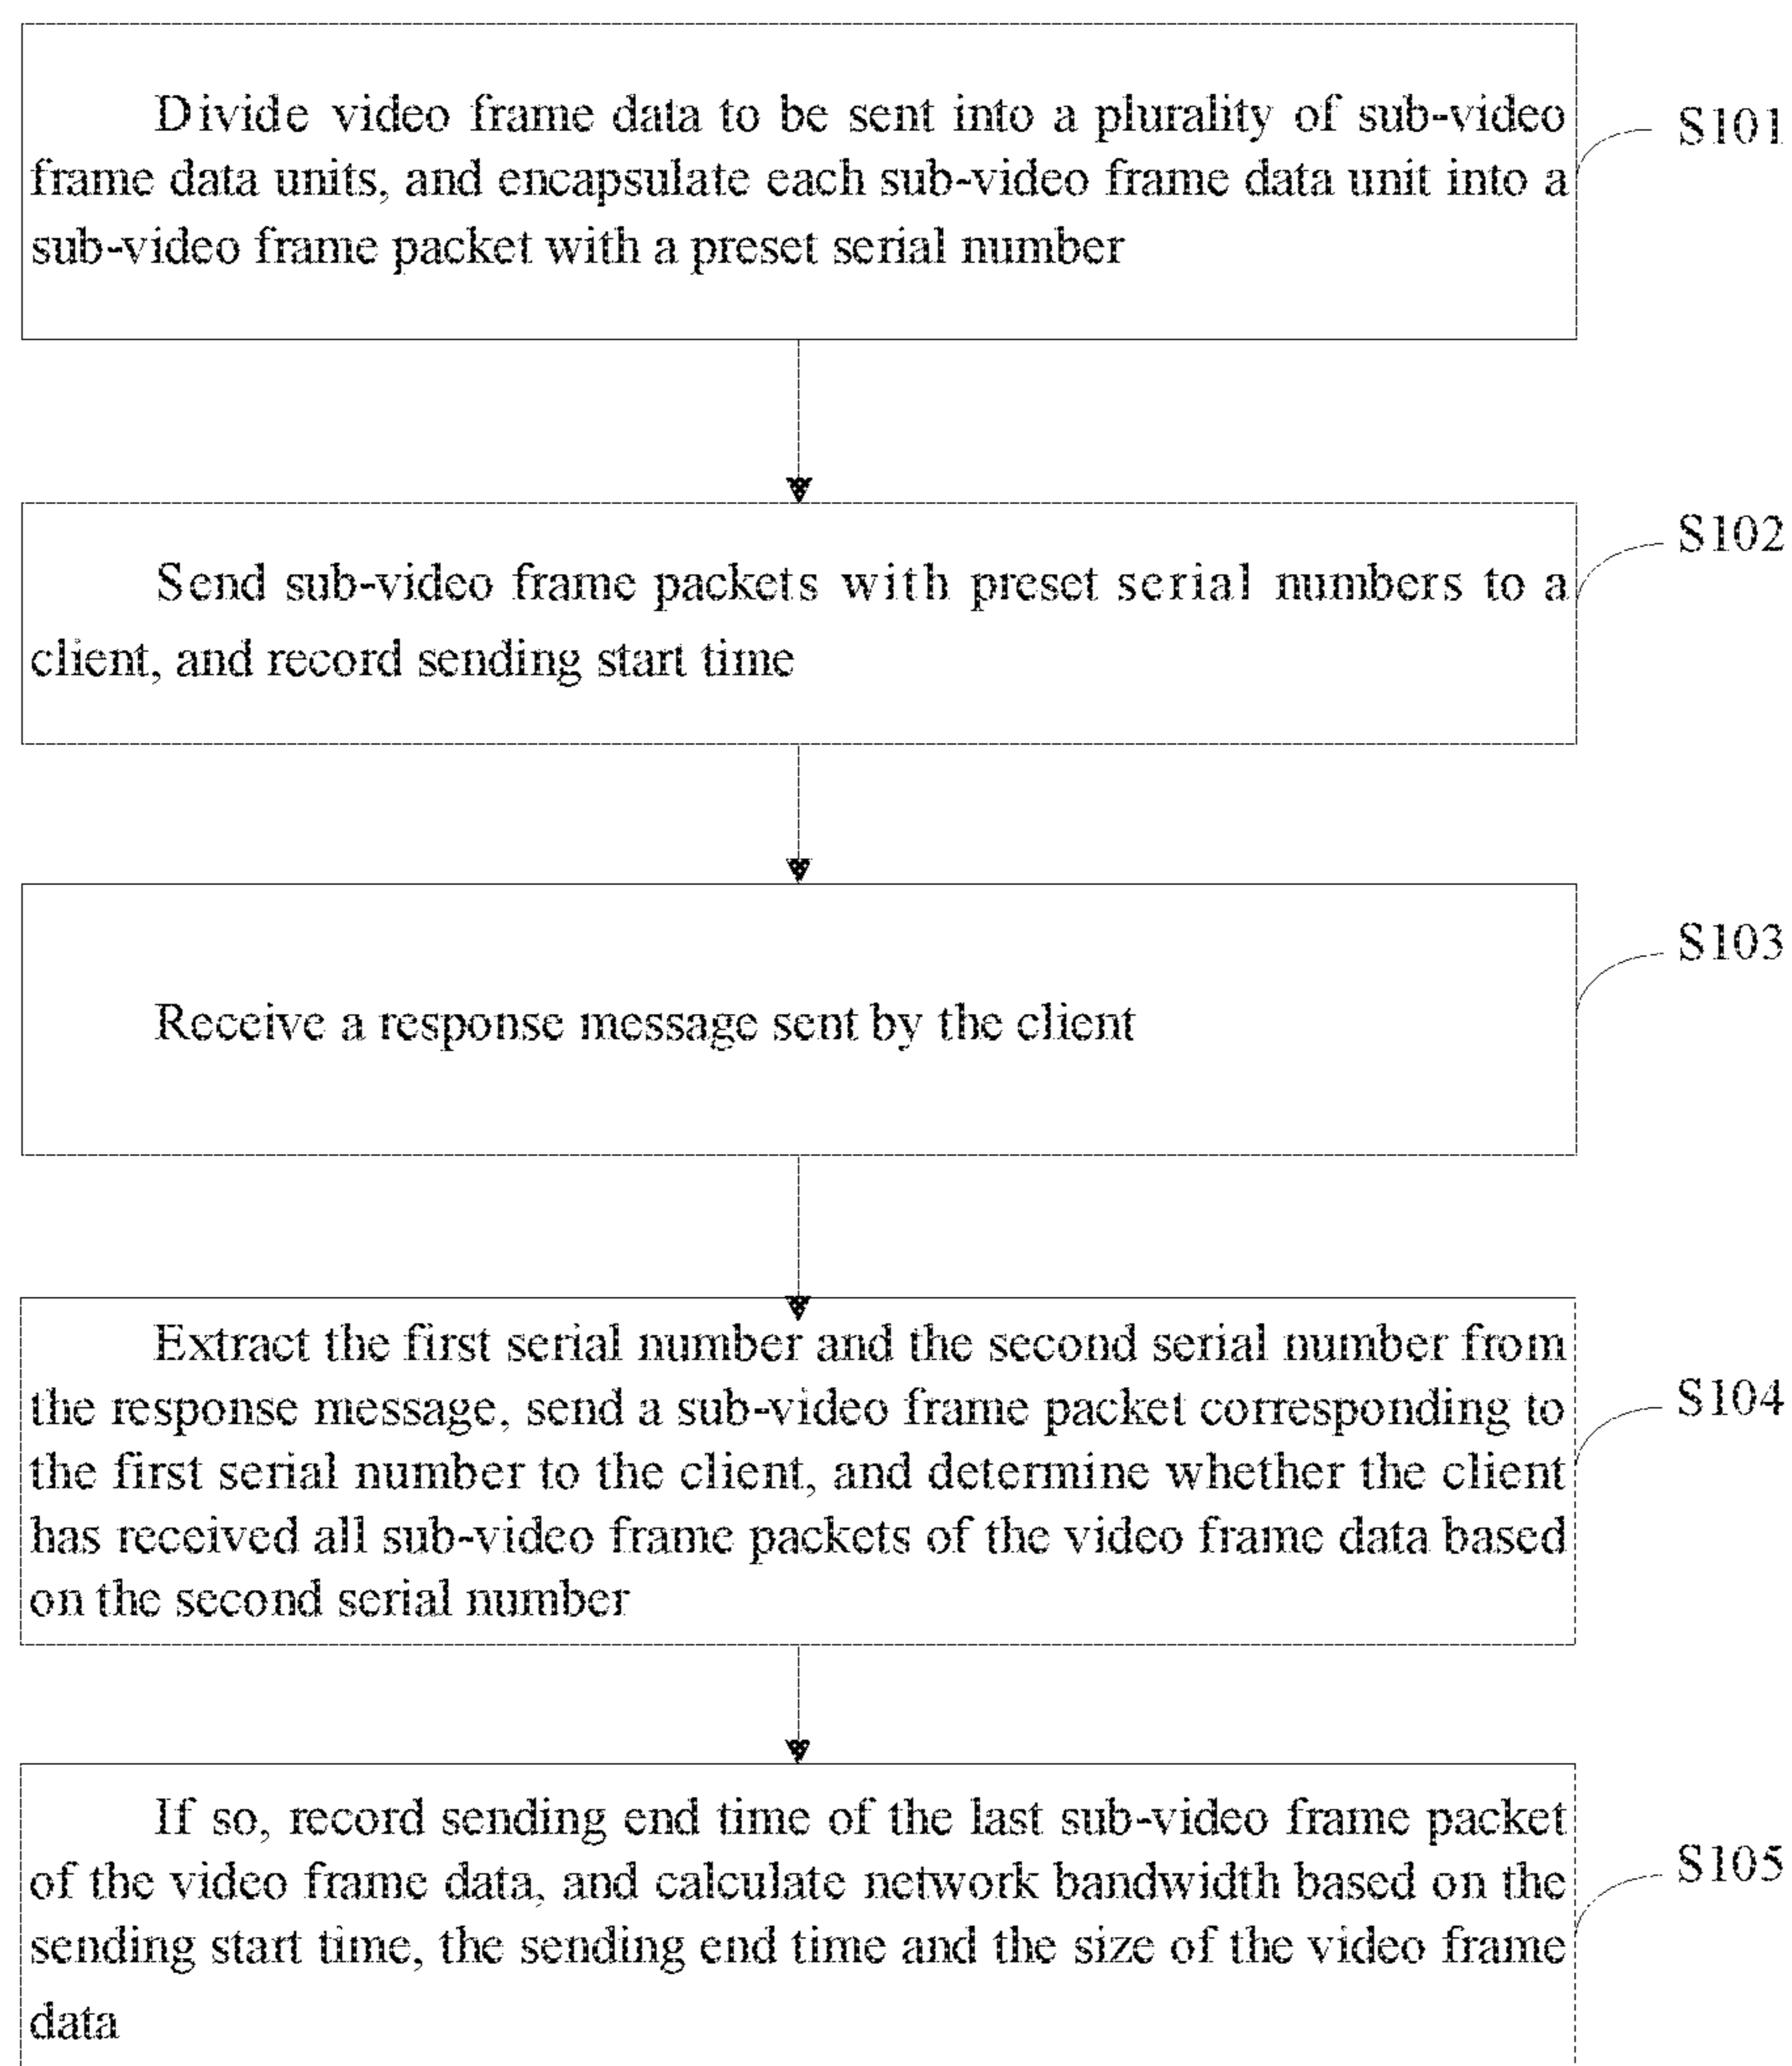 Divide video frame data to be sent into a plurality of sub-video
frame data units, and encapsulate each sub-video frame data unit into a
sub-video frame packet with a preset serial number
S101
Send sub-video frame packets with preset serial numbers to a
client, and record sending start time
S102
Receive a response message sent by the client
S103
Extract the first serial number and the second serial number from
the response message, send a sub-video frame packet corresponding to
the first serial number to the client, and determine whether the client
has received all sub-video frame packets of the video frame data based
on the second serial number
S104
If so, record sending end time of the last sub-video frame packet
of the video frame data, and calculate network bandwidth based on the
sending start time, the sending end time and the size of the video frame
data
S105